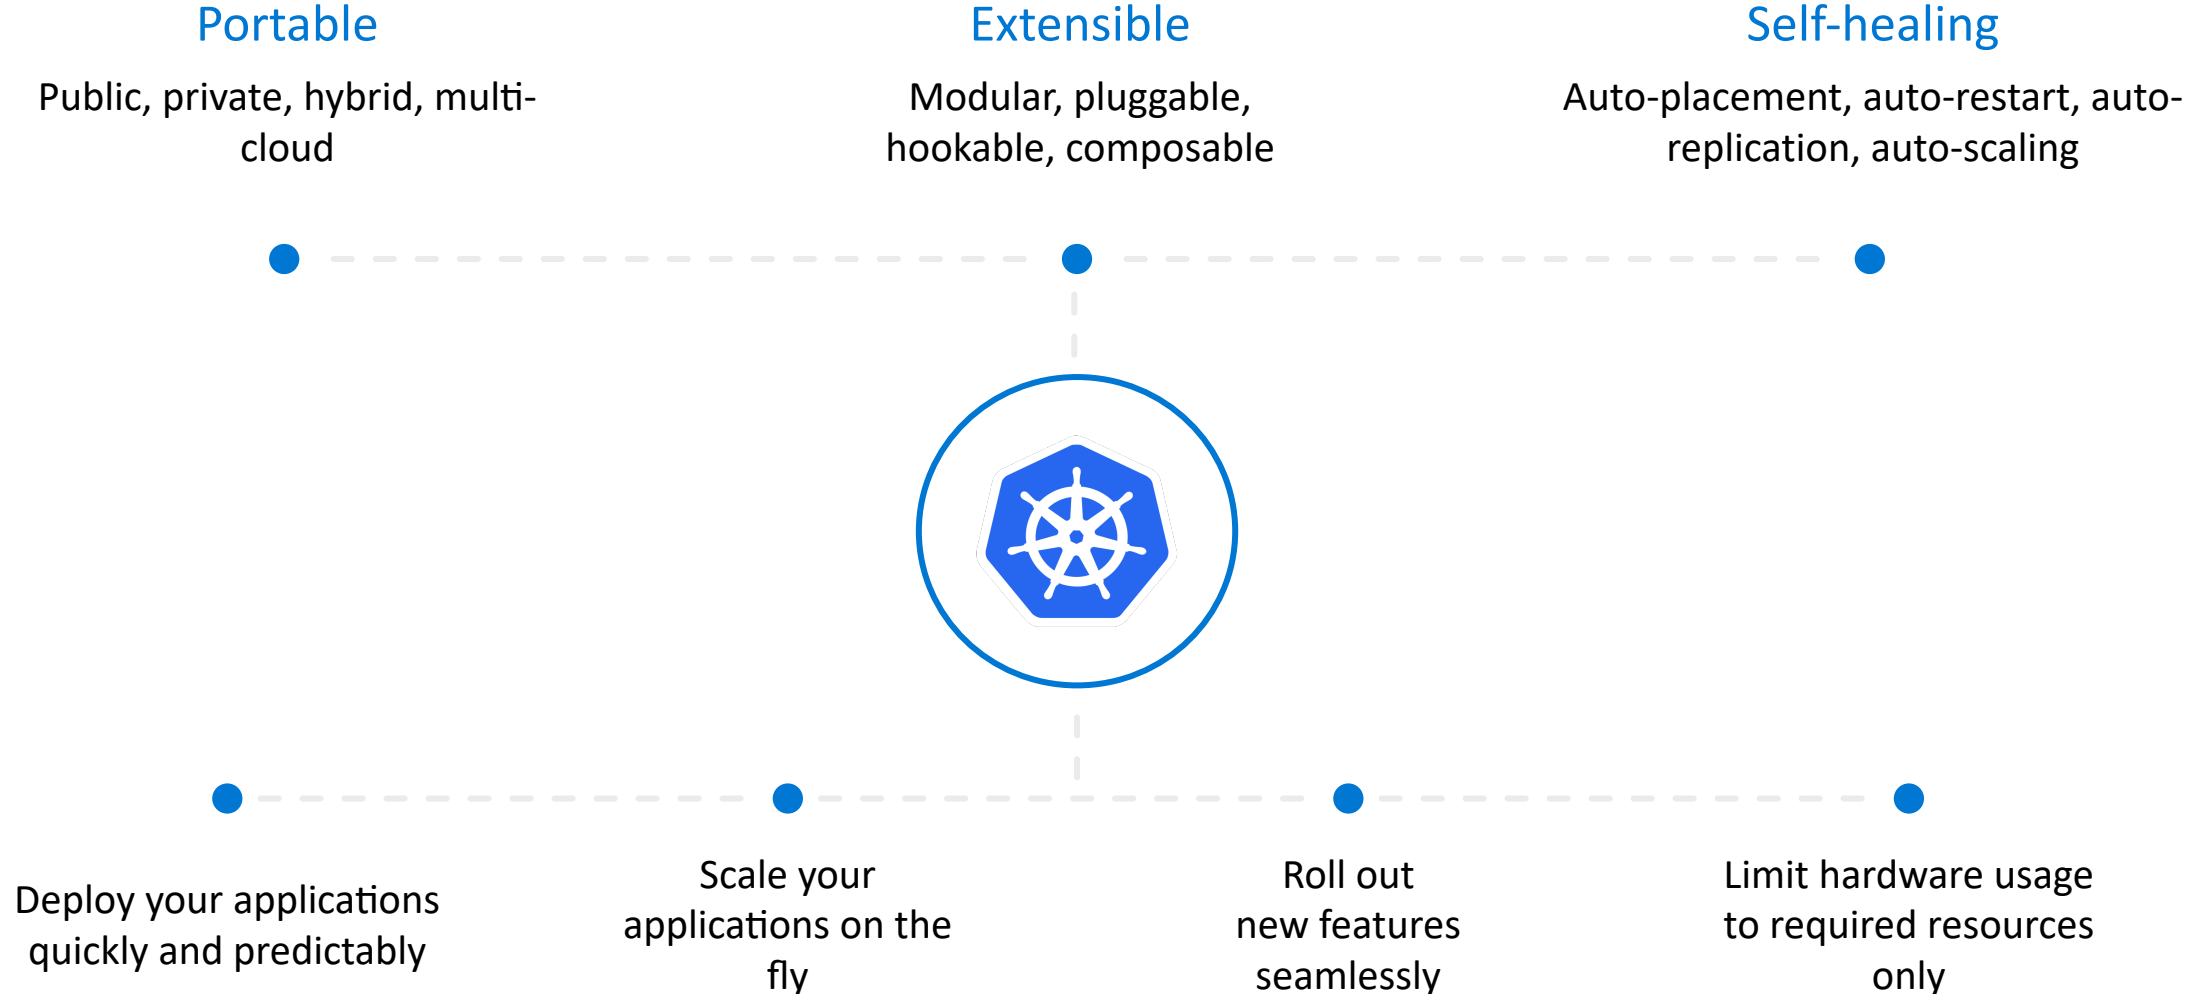 Portable
Public, private, hybrid, multi-
cloud
Extensible
Modular, pluggable,
hookable, composable
Self-healing
Auto-placement, auto-restart, auto-
replication, auto-scaling
Deploy your applications
quickly and predictably
Scale your
applications on the
fly
Roll out
new features
seamlessly
Limit hardware usage
to required resources
only